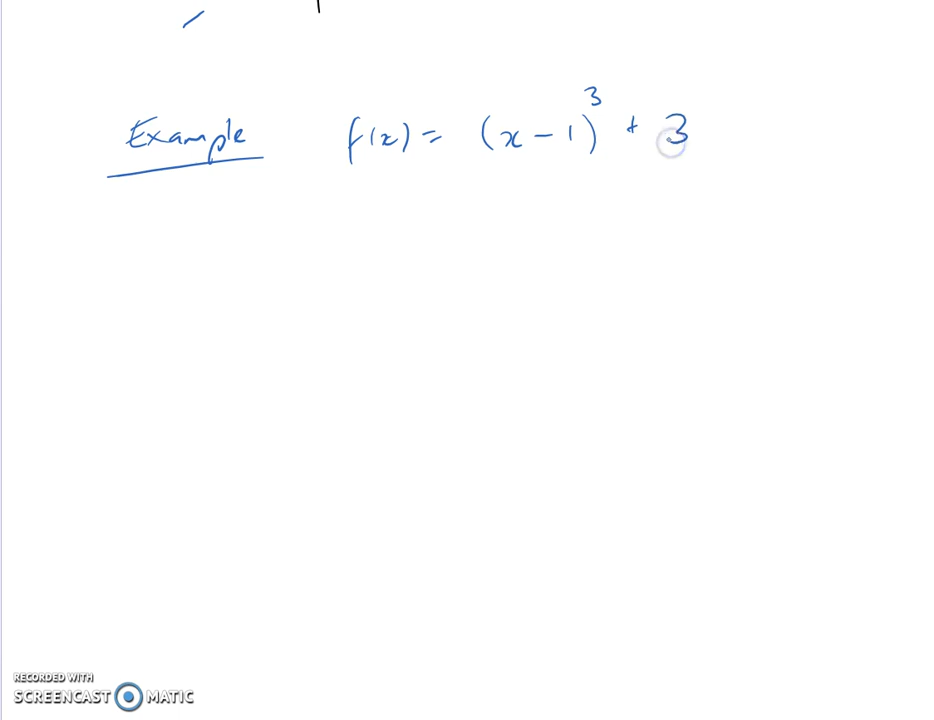 Example f(x) = (x - 1)³ + 3
RECORDED WITH
SCREENCAST MATIC